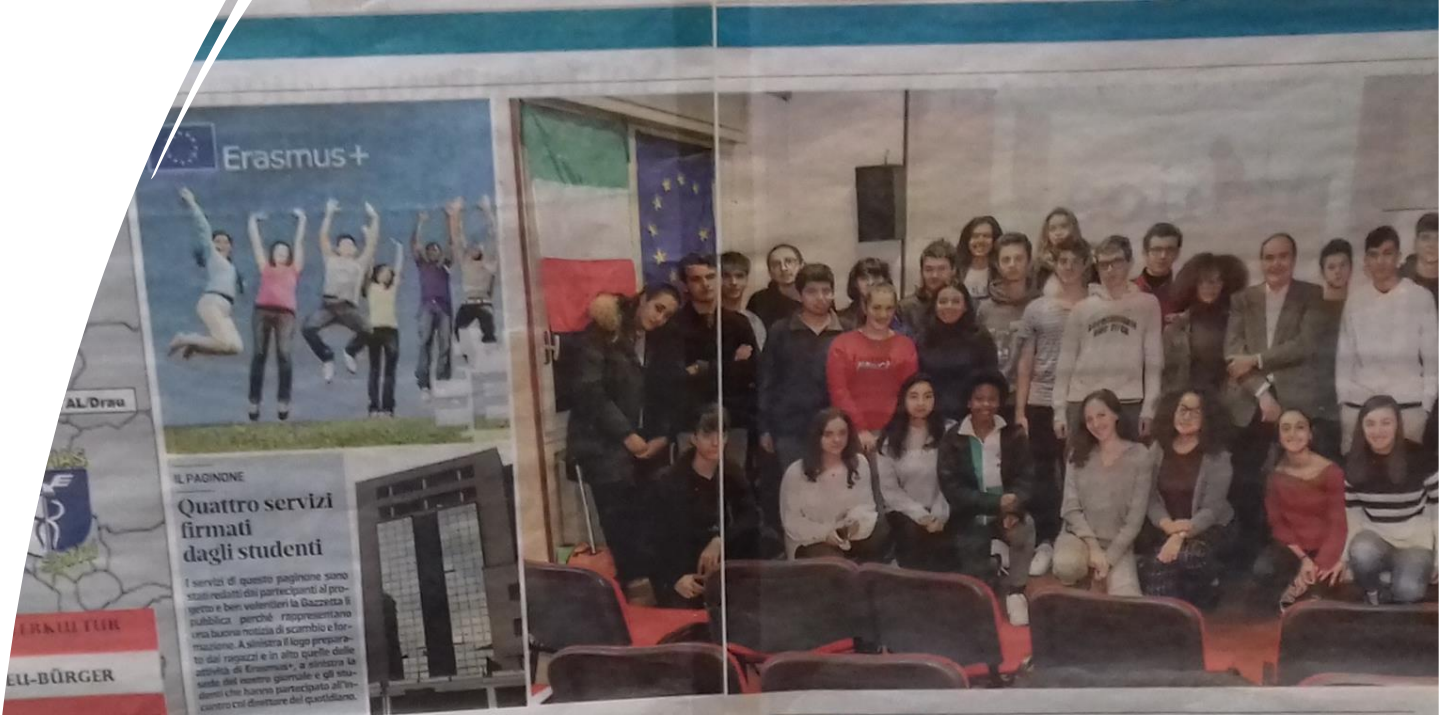 Erasmus+
AL/Drau
IL PAGINONE
Quattro servizi
firmati
dagli studenti
I servizi di questo paginone sono
stati redatti dai partecipanti al pro-
getto e ben volentieri la Gazzetta li
pubblica perché rappresentano
una buona notizia di scambio e for-
mazione. A sinistra il logo prepara-
to dai ragazzi e in alto quello delle
attività di Erasmus+, a sinistra la
sede del nostro giornale e gli stu-
denti che hanno partecipato all'in-
contro col direttore del quotidiano.
ERKULTUR
EU-BÜRGER